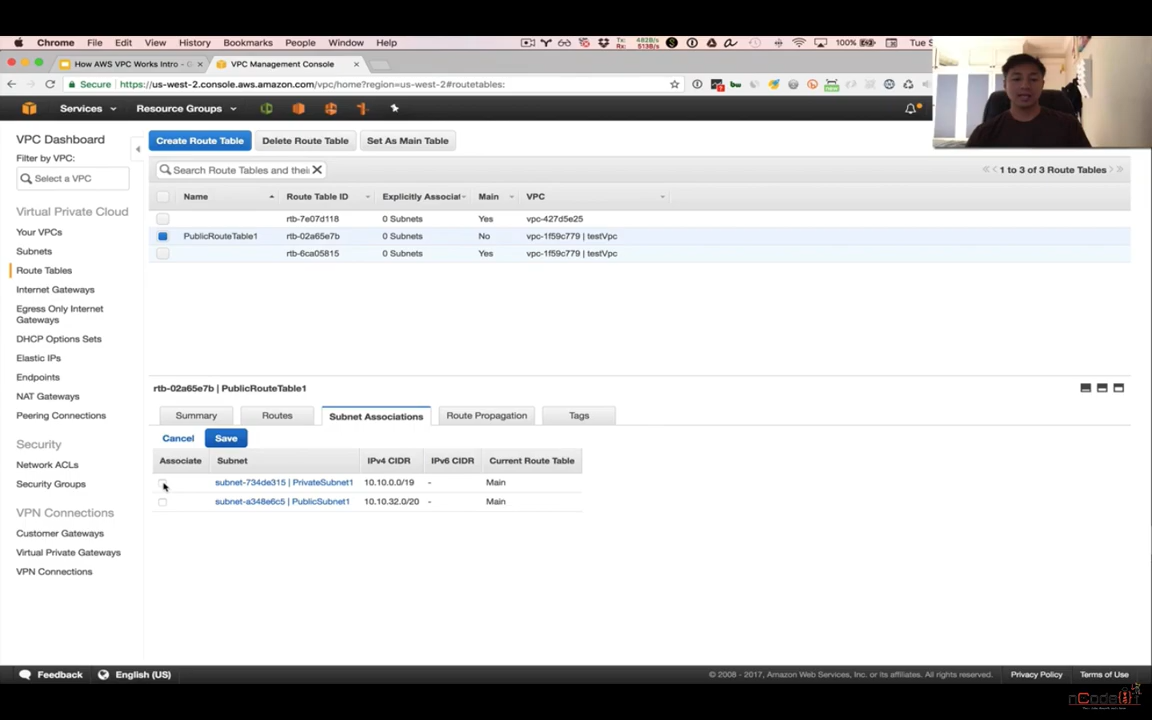 Chrome File Edit View History Bookmarks People Window Help 100% Tue S
How AWS VPC Works Intro - G
VPC Management Console
Secure https://us-west-2.console.aws.amazon.com/vpc/home?region=us-west-2#routetables:
Services Resource Groups
VPC Dashboard
Filter by VPC:
Select a VPC
Virtual Private Cloud
Your VPCs
Subnets
Route Tables
Internet Gateways
Egress Only Internet
Gateways
DHCP Options Sets
Elastic IPs
Endpoints
NAT Gateways
Peering Connections
Security
Network ACLs
Security Groups
VPN Connections
Customer Gateways
Virtual Private Gateways
VPN Connections
Create Route Table Delete Route Table Set As Main Table
Search Route Tables and thei 1 to 3 of 3 Route Tables
Name Route Table ID Explicitly Associat Main VPC
rtb-7e07d118 0 Subnets Yes vpc-427d5e25
PublicRouteTable1 rtb-02a65e7b 0 Subnets No vpc-1f59c779 | testVpc
rtb-6ca05815 0 Subnets Yes vpc-1f59c779 | testVpc
rtb-02a65e7b | PublicRouteTable1
Summary Routes Subnet Associations Route Propagation Tags
Cancel Save
Associate Subnet IPv4 CIDR IPv6 CIDR Current Route Table
subnet-734de315 | PrivateSubnet1 10.10.0.0/19 - Main
subnet-a348e6c5 | PublicSubnet1 10.10.32.0/20 - Main
Feedback English (US) © 2008 - 2017, Amazon Web Services, Inc. or its affiliates. All rights reserved. Privacy Policy Terms of Use